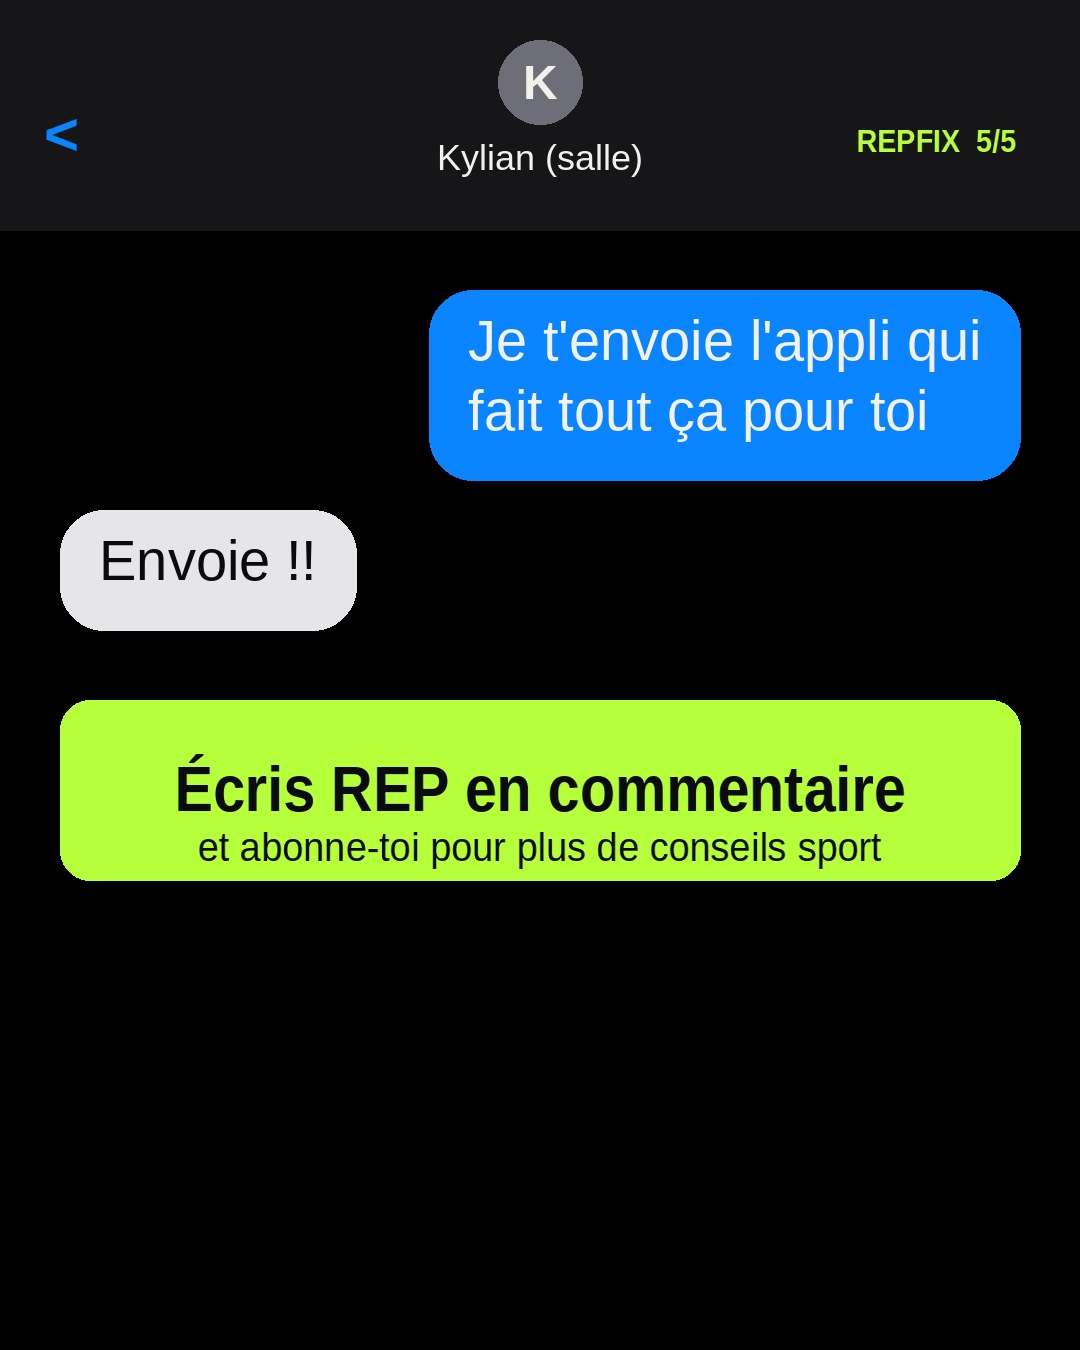 K
<
Kylian (salle)
REPFIX 5/5
Je t'envoie l'appli qui
fait tout ça pour toi
Envoie !!
Écris REP en commentaire
et abonne-toi pour plus de conseils sport